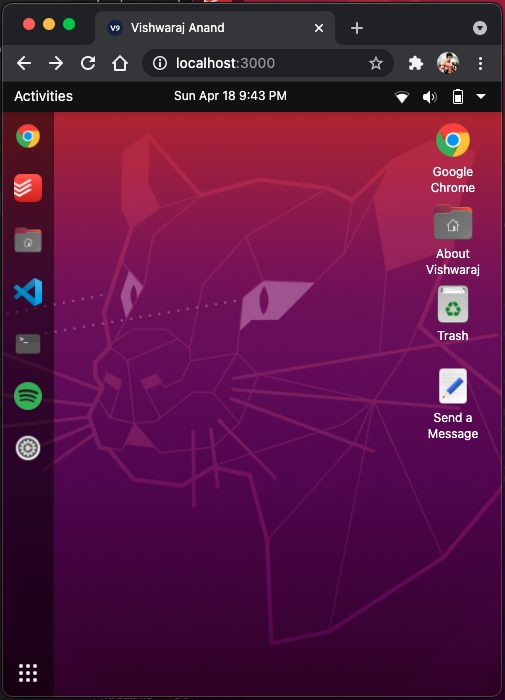 V9 Vishwaraj Anand
localhost:3000
Activities
Sun Apr 18 9:43 PM
Google
Chrome
About
Vishwaraj
Trash
Send a
Message